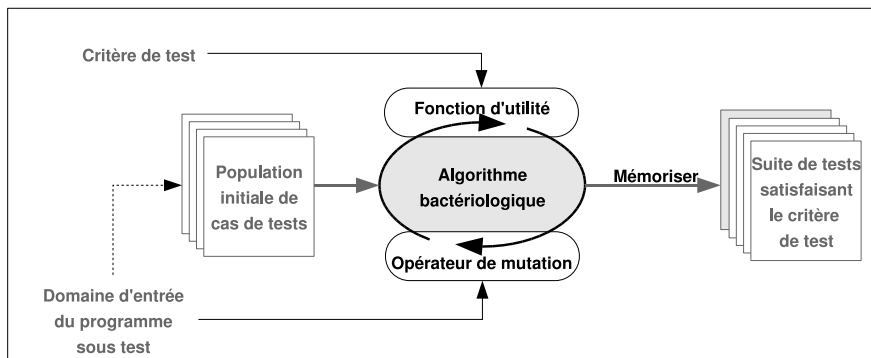 Critère de test
Fonction d'utilité
Population
initiale de
cas de tests
Algorithme
bactériologique
Mémoriser
Suite de tests
satisfaisant
le critère
de test
Opérateur de mutation
Domaine d'entrée
du programme
sous test